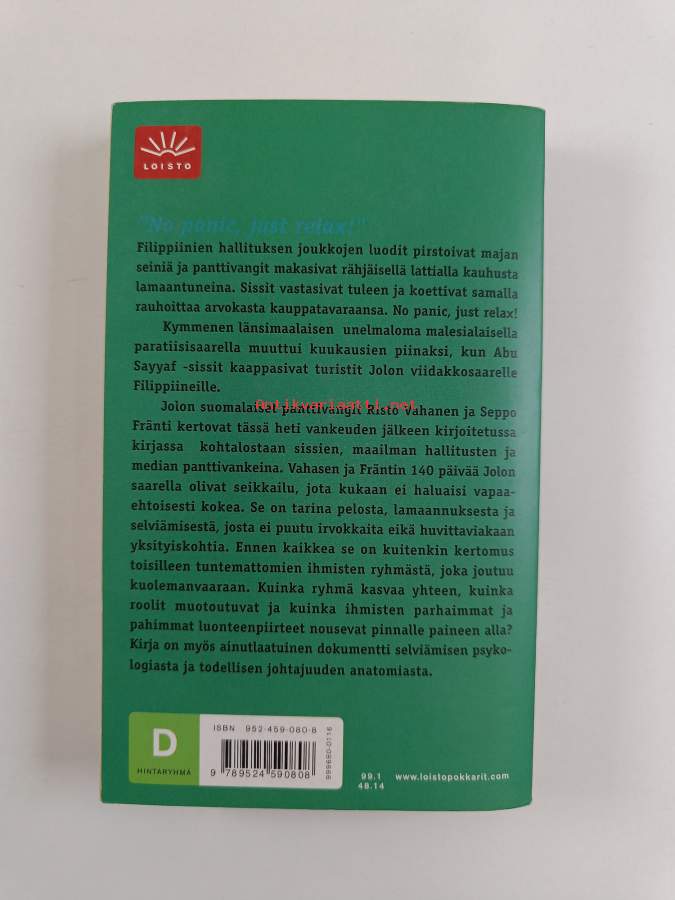 LOISTO
"No panic, just relax!"
Filippiinien hallituksen joukkojen luodit pirstoivat majan
seiniä ja panttivangit makasivat rähjäisellä lattialla kauhusta
lamaantuneina. Sissit vastasivat tuleen ja koettivat samalla
rauhoittaa arvokasta kauppatavaraansa. No panic, just relax!
Kymmenen länsimaalaisen unelmaloma malesialaisella
paratiisisaarella muuttui kuukausien piinaksi, kun Abu
Sayyaf -sissit kaappasivat turistit Jolon viidakkosaarelle
Filippiineille.
Antikvariaatti.net
Jolon suomalaiset panttivangit Risto Vahanen ja Seppo
Fränti kertovat tässä heti vankeuden jälkeen kirjoitetussa
kirjassa kohtalostaan sissien, maailman hallitusten ja
median panttivankeina. Vahasen ja Fräntin 140 päivää Jolon
saarella olivat seikkailu, jota kukaan ei haluaisi vapaa-
ehtoisesti kokea. Se on tarina pelosta, lamaannuksesta ja
selviämisestä, josta ei puutu irvokkaita eikä huvittaviakaan
yksityiskohtia. Ennen kaikkea se on kuitenkin kertomus
toisilleen tuntemattomien ihmisten ryhmästä, joka joutuu
kuolemanvaaraan. Kuinka ryhmä kasvaa yhteen, kuinka
roolit muotoutuvat ja kuinka ihmisten parhaimmat ja
pahimmat luonteenpiirteet nousevat pinnalle paineen alla?
Kirja on myös ainutlaatuinen dokumentti selviämisen psyko-
logiasta ja todellisen johtajuuden anatomiasta.
D
HINTARYHMÄ
ISBN 952-459-080-8
9 789524 590808
999680-0116
99.1
48.14
www.loistopokkarit.com